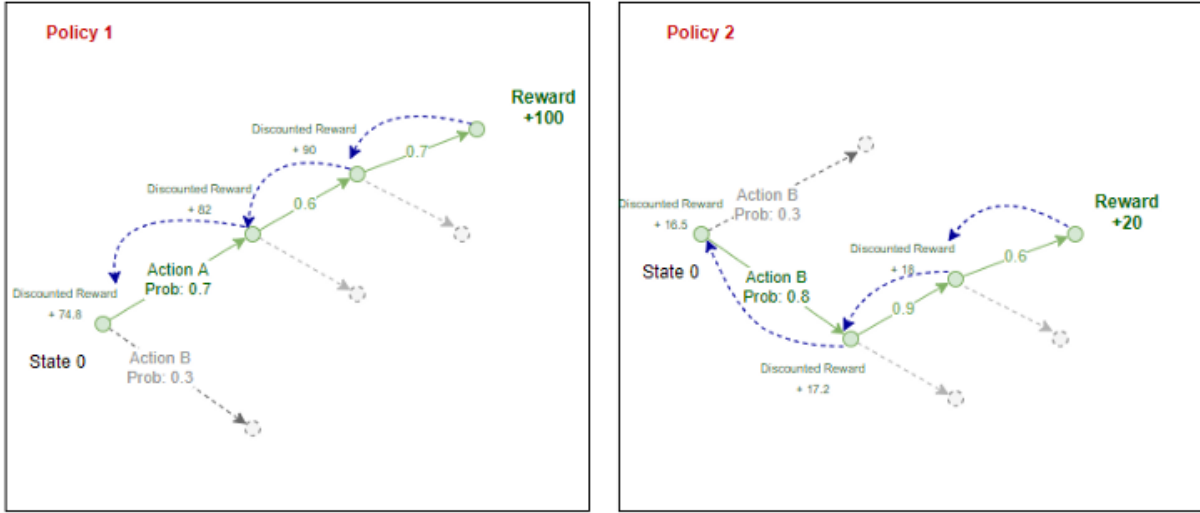 Policy 1
Reward
+100
Discounted Reward
+ 90
0.7
Discounted Reward
+ 82
0.6
Action A
Prob: 0.7
Discounted Reward
+ 74.8
State 0
Action B
Prob: 0.3
Policy 2
Action B
Prob: 0.3
Discounted Reward
+ 16.5
State 0
Reward
+20
Discounted Reward
+ 18
0.6
Action B
Prob: 0.8
0.9
Discounted Reward
+ 17.2